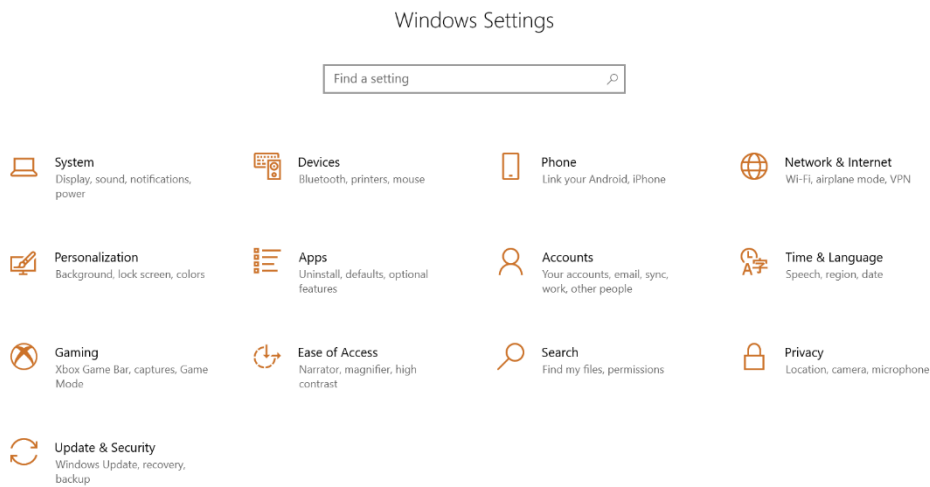 Windows Settings
Find a setting
System
Display, sound, notifications,
power
Devices
Bluetooth, printers, mouse
Phone
Link your Android, iPhone
Network & Internet
Wi-Fi, airplane mode, VPN
Personalization
Background, lock screen, colors
Apps
Uninstall, defaults, optional
features
Accounts
Your accounts, email, sync,
work, other people
Time & Language
Speech, region, date
Gaming
Xbox Game Bar, captures, Game
Mode
Ease of Access
Narrator, magnifier, high
contrast
Search
Find my files, permissions
Privacy
Location, camera, microphone
Update & Security
Windows Update, recovery,
backup